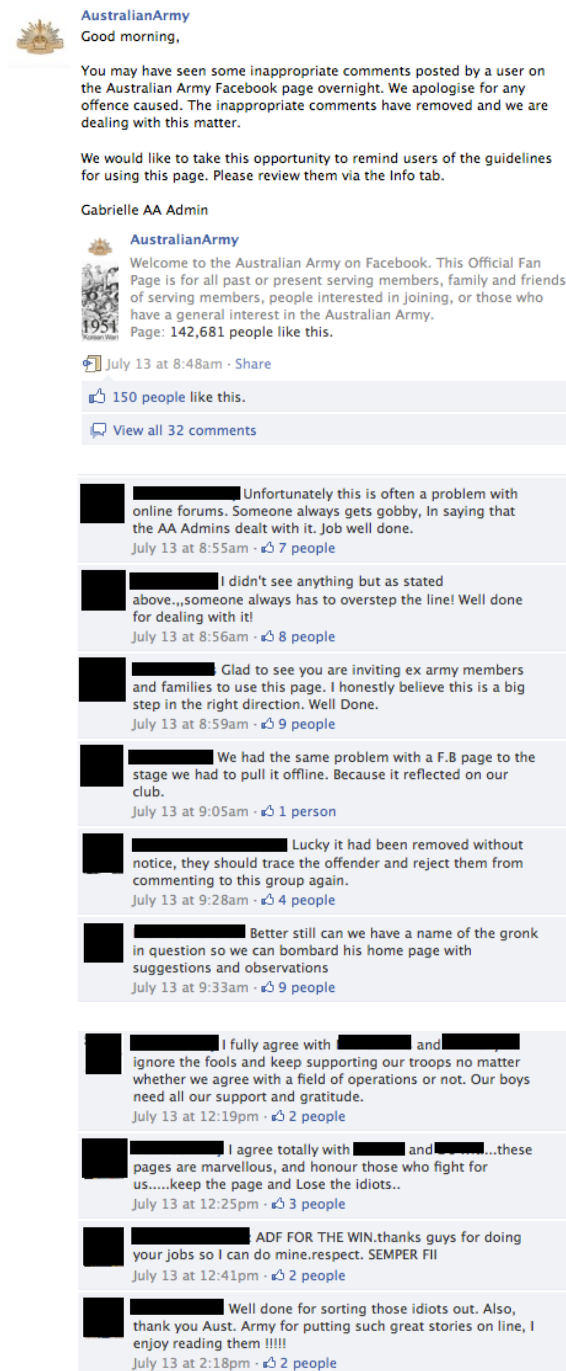 AustralianArmy
Good morning,
You may have seen some inappropriate comments posted by a user on
the Australian Army Facebook page overnight. We apologise for any
offence caused. The inappropriate comments have removed and we are
dealing with this matter.
We would like to take this opportunity to remind users of the guidelines
for using this page. Please review them via the Info tab.
Gabrielle AA Admin
AustralianArmy
Welcome to the Australian Army on Facebook. This Official Fan
Page is for all past or present serving members, family and friends
of serving members, people interested in joining, or those who
have a general interest in the Australian Army.
Page: 142,681 people like this.
1951
Korean War
July 13 at 8:48am · Share
150 people like this.
View all 32 comments
Unfortunately this is often a problem with
online forums. Someone always gets gobby, In saying that
the AA Admins dealt with it. Job well done.
July 13 at 8:55am · 7 people
I didn't see anything but as stated
above.,,someone always has to overstep the line! Well done
for dealing with it!
July 13 at 8:56am · 8 people
Glad to see you are inviting ex army members
and families to use this page. I honestly believe this is a big
step in the right direction. Well Done.
July 13 at 8:59am · 9 people
We had the same problem with a F.B page to the
stage we had to pull it offline. Because it reflected on our
club.
July 13 at 9:05am · 1 person
Lucky it had been removed without
notice, they should trace the offender and reject them from
commenting to this group again.
July 13 at 9:28am · 4 people
Better still can we have a name of the gronk
in question so we can bombard his home page with
suggestions and observations
July 13 at 9:33am · 9 people
I fully agree with and
ignore the fools and keep supporting our troops no matter
whether we agree with a field of operations or not. Our boys
need all our support and gratitude.
July 13 at 12:19pm · 2 people
I agree totally with and ...these
pages are marvellous, and honour those who fight for
us.....keep the page and Lose the idiots..
July 13 at 12:25pm · 3 people
ADF FOR THE WIN.thanks guys for doing
your jobs so I can do mine.respect. SEMPER FII
July 13 at 12:41pm · 2 people
Well done for sorting those idiots out. Also,
thank you Aust. Army for putting such great stories on line, I
enjoy reading them !!!!!
July 13 at 2:18pm · 2 people